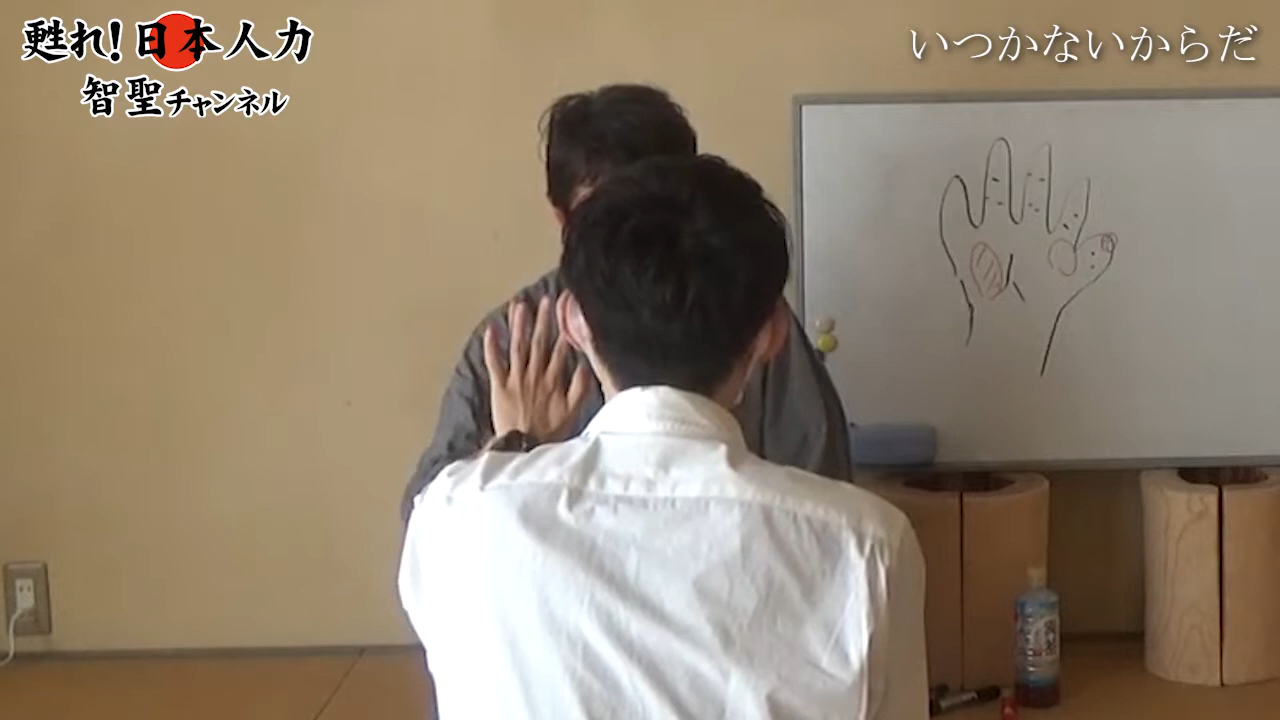 甦れ!日本人力
智聖チャンネル
いつかないからだ